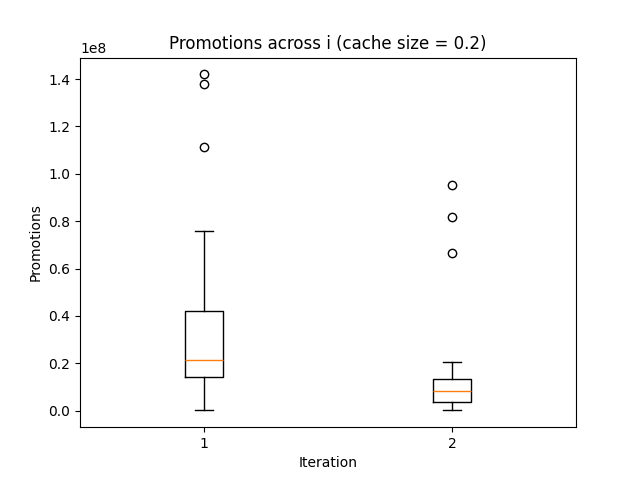 Promotions across i (cache size = 0.2)
1e8
1.4
1.2
1.0
0.8
0.6
0.4
0.2
0.0
Promotions
1
2
Iteration